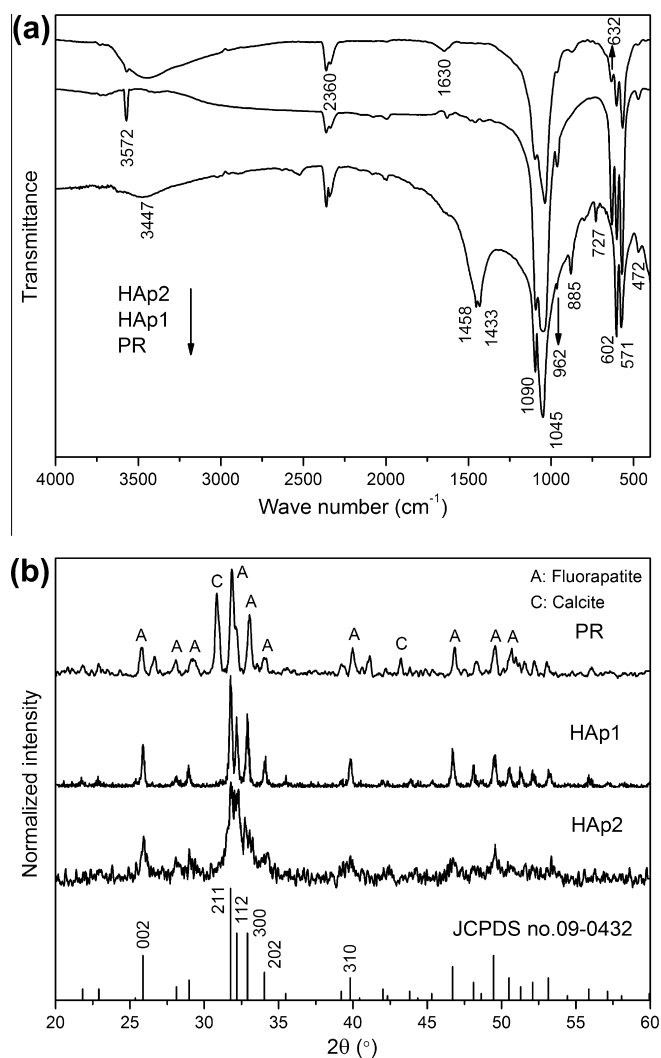 (a)
632
2360
1630
3572
3447
Transmittance
727
472
885
HAp2
HAp1
PR
1458
1433
962
602
571
1090
1045
4000 3500 3000 2500 2000 1500 1000 500
Wave number (cm⁻¹)
(b)
A: Fluorapatite
C: Calcite
PR
A A A C A A A A C A A A
HAp1
HAp2
Normalized intensity
JCPDS no.09-0432
002
211
112
300
202
310
20 25 30 35 40 45 50 55 60
2θ (°)